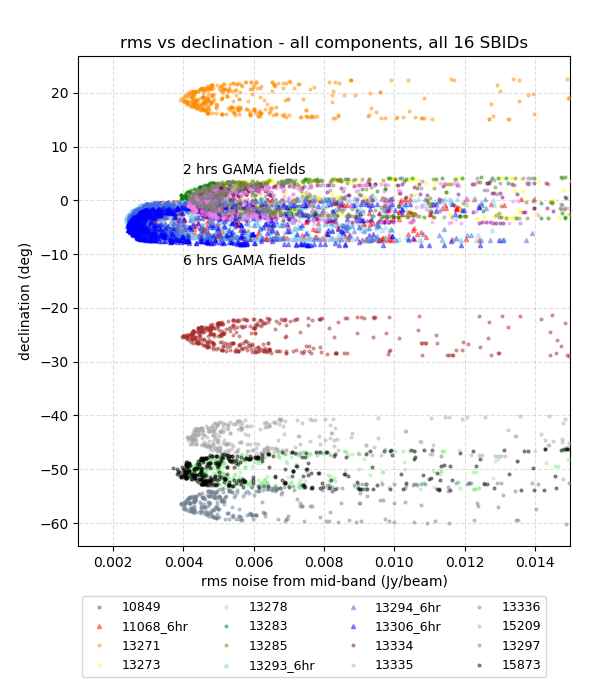 rms vs declination - all components, all 16 SBIDs
20
10
2 hrs GAMA fields
0
−10
6 hrs GAMA fields
declination (deg)
−20
−30
−40
−50
−60
0.002 0.004 0.006 0.008 0.010 0.012 0.014
rms noise from mid-band (Jy/beam)
10849 13278 13294_6hr 13336
11068_6hr 13283 13306_6hr 15209
13271 13285 13334 13297
13273 13293_6hr 13335 15873